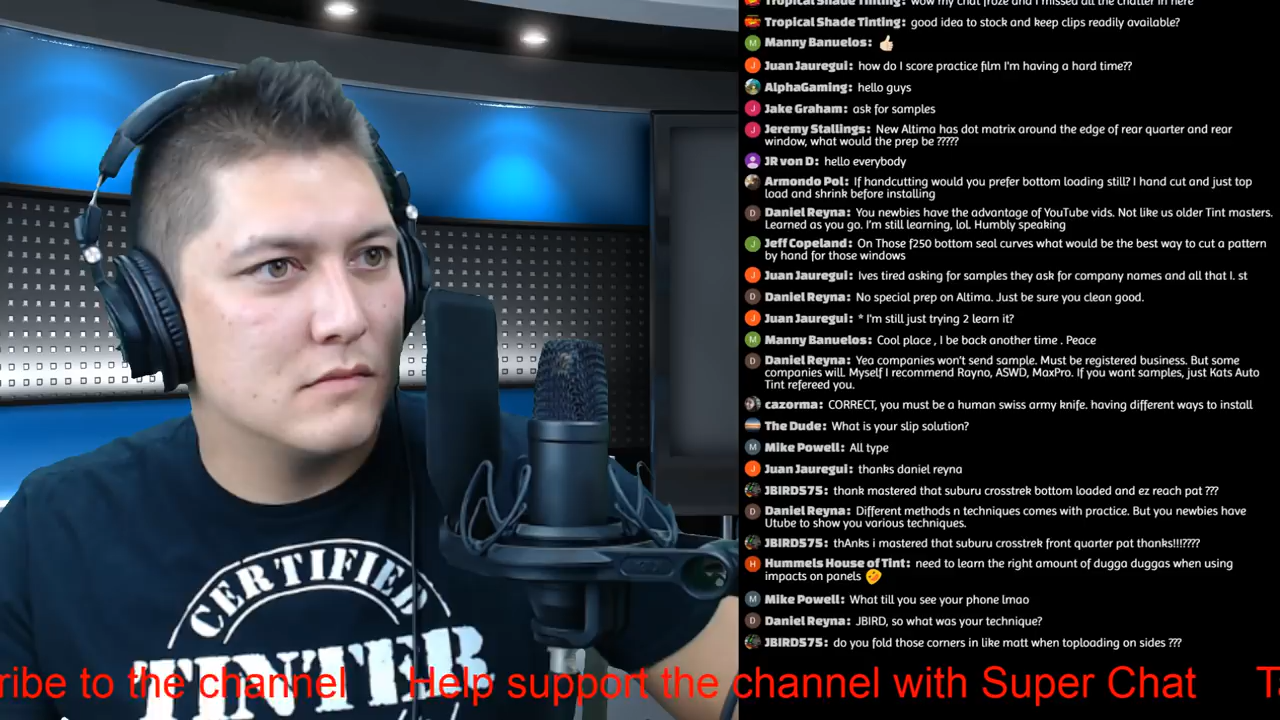 CERTIFIED
TINTER
Tropical Shade Tinting: wow my chat froze and I missed all the chatter in here
Tropical Shade Tinting: good idea to stock and keep clips readily available?
M Manny Banuelos:
J Juan Jauregui: how do I score practice film I'm having a hard time??
AlphaGaming: hello guys
J Jake Graham: ask for samples
J Jeremy Stallings: New Altima has dot matrix around the edge of rear quarter and rear
window, what would the prep be ?????
JR von D: hello everybody
Armondo Pol: If handcutting would you prefer bottom loading still? I hand cut and just top
load and shrink before installing
D Daniel Reyna: You newbies have the advantage of YouTube vids. Not like us older Tint masters.
Learned as you go. I'm still learning, lol. Humbly speaking
J Jeff Copeland: On Those f250 bottom seal curves what would be the best way to cut a pattern
by hand for those windows
J Juan Jauregui: Ives tired asking for samples they ask for company names and all that I. st
D Daniel Reyna: No special prep on Altima. Just be sure you clean good.
J Juan Jauregui: * I'm still just trying 2 learn it?
M Manny Banuelos: Cool place , I be back another time . Peace
D Daniel Reyna: Yea companies won't send sample. Must be registered business. But some
companies will. Myself I recommend Rayno, ASWD, MaxPro. If you want samples, just Kats Auto
Tint refereed you.
cazorma: CORRECT, you must be a human swiss army knife. having different ways to install
The Dude: What is your slip solution?
M Mike Powell: All type
J Juan Jauregui: thanks daniel reyna
JBIRD575: thank mastered that suburu crosstrek bottom loaded and ez reach pat ???
D Daniel Reyna: Different methods n techniques comes with practice. But you newbies have
Utube to show you various techniques.
JBIRD575: thAnks i mastered that suburu crosstrek front quarter pat thanks!!!????
H Hummels House of Tint: need to learn the right amount of dugga duggas when using
impacts on panels
M Mike Powell: What till you see your phone lmao
D Daniel Reyna: JBIRD, so what was your technique?
JBIRD575: do you fold those corners in like matt when toploading on sides ???
ribe to the channel Help support the channel with Super Chat T